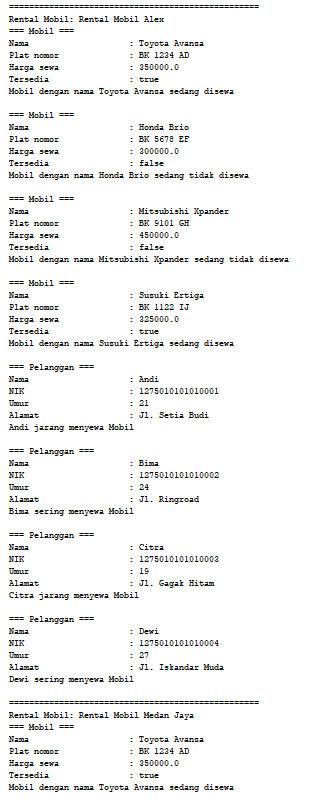 ==================================================
Rental Mobil: Rental Mobil Alex
=== Mobil ===
Nama                    : Toyota Avanza
Plat nomor              : BK 1234 AD
Harga sewa              : 350000.0
Tersedia                : true
Mobil dengan nama Toyota Avanza sedang disewa

=== Mobil ===
Nama                    : Honda Brio
Plat nomor              : BK 5678 EF
Harga sewa              : 300000.0
Tersedia                : false
Mobil dengan nama Honda Brio sedang tidak disewa

=== Mobil ===
Nama                    : Mitsubishi Xpander
Plat nomor              : BK 9101 GH
Harga sewa              : 450000.0
Tersedia                : false
Mobil dengan nama Mitsubishi Xpander sedang tidak disewa

=== Mobil ===
Nama                    : Suzuki Ertiga
Plat nomor              : BK 1122 IJ
Harga sewa              : 325000.0
Tersedia                : true
Mobil dengan nama Suzuki Ertiga sedang disewa

=== Pelanggan ===
Nama                    : Andi
NIK                     : 1275010101010001
Umur                    : 21
Alamat                  : Jl. Setia Budi
Andi jarang menyewa Mobil

=== Pelanggan ===
Nama                    : Bima
NIK                     : 1275010101010002
Umur                    : 24
Alamat                  : Jl. Ringroad
Bima sering menyewa Mobil

=== Pelanggan ===
Nama                    : Citra
NIK                     : 1275010101010003
Umur                    : 19
Alamat                  : Jl. Gagak Hitam
Citra jarang menyewa Mobil

=== Pelanggan ===
Nama                    : Dewi
NIK                     : 1275010101010004
Umur                    : 27
Alamat                  : Jl. Iskandar Muda
Dewi sering menyewa Mobil

==================================================
Rental Mobil: Rental Mobil Medan Jaya
=== Mobil ===
Nama                    : Toyota Avanza
Plat nomor              : BK 1234 AD
Harga sewa              : 350000.0
Tersedia                : true
Mobil dengan nama Toyota Avanza sedang disewa